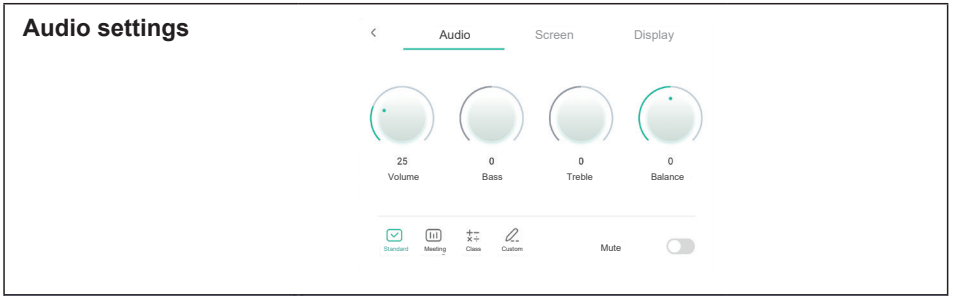 Audio settings
Audio Screen Display
25 0 0 0
Volume Bass Treble Balance
Standard Meeting Class Custom Mute